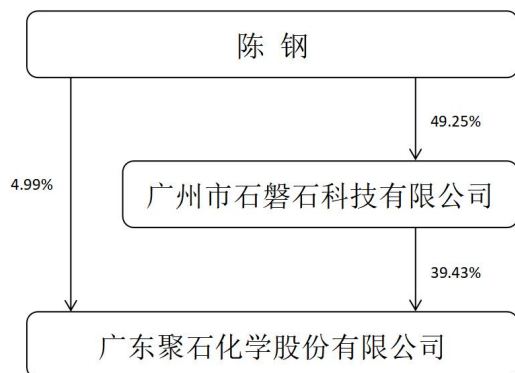 陈 钢
49.25%
4.99%
广州市石磐石科技有限公司
39.43%
广东聚石化学股份有限公司